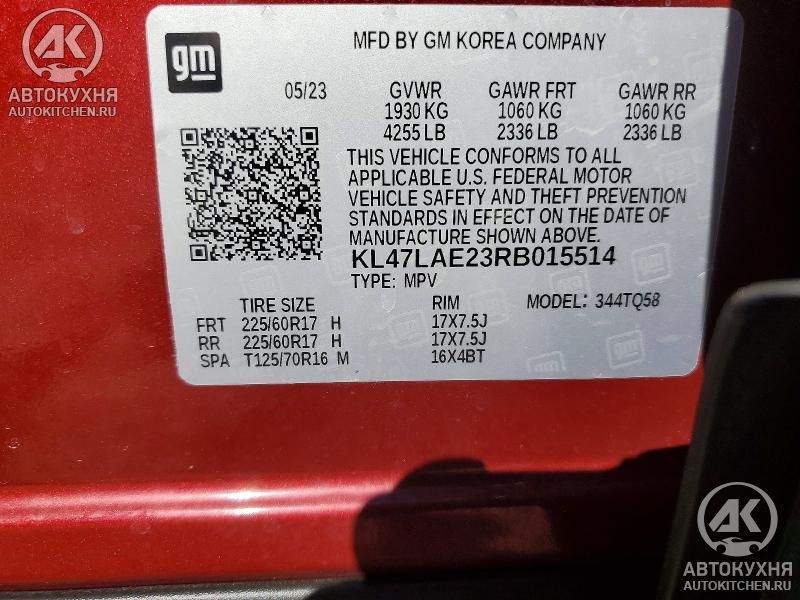 АК
АВТОКУХНЯ
AUTOKITCHEN.RU
gm
MFD BY GM KOREA COMPANY
05/23 GVWR GAWR FRT GAWR RR
1930 KG 1060 KG 1060 KG
4255 LB 2336 LB 2336 LB
THIS VEHICLE CONFORMS TO ALL
APPLICABLE U.S. FEDERAL MOTOR
VEHICLE SAFETY AND THEFT PREVENTION
STANDARDS IN EFFECT ON THE DATE OF
MANUFACTURE SHOWN ABOVE.
KL47LAE23RB015514
TYPE: MPV
TIRE SIZE RIM MODEL: 344TQ58
FRT 225/60R17 H 17X7.5J
RR 225/60R17 H 17X7.5J
SPA T125/70R16 M 16X4BT
gm
АК
АВТОКУХНЯ
AUTOKITCHEN.RU